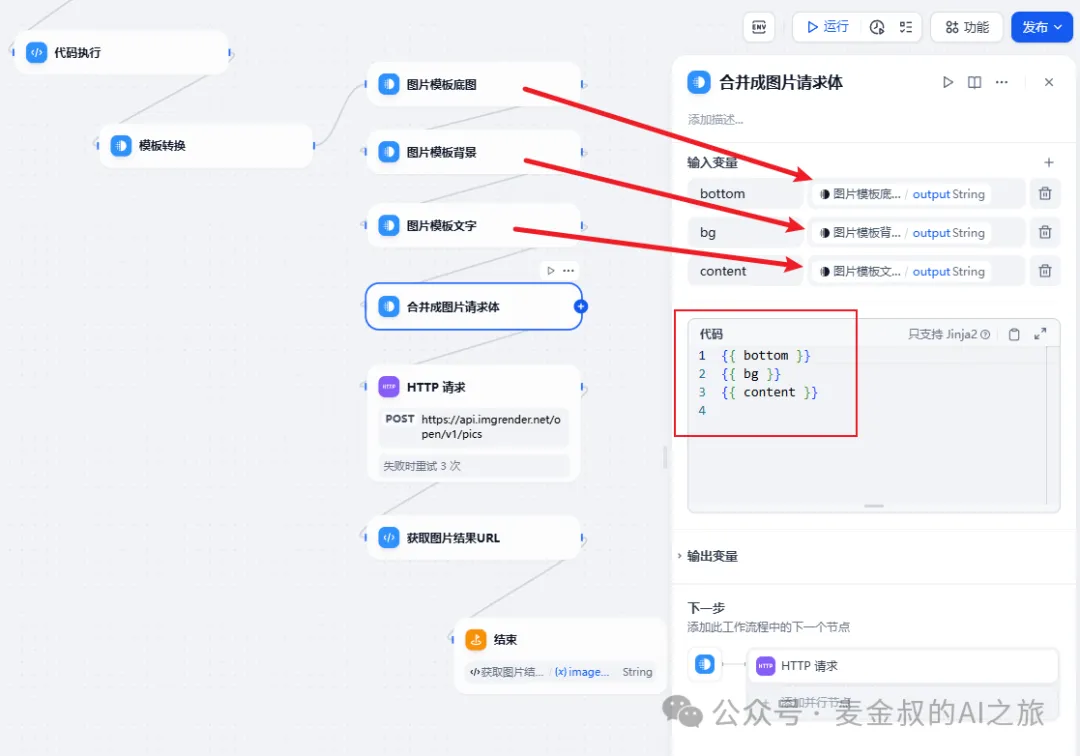 ENV
运行
功能
发布
代码执行
模板转换
图片模板底图
图片模板背景
图片模板文字
合并成图片请求体
HTTP
HTTP 请求
POST https://api.imgrender.net/o
pen/v1/pics
失败时重试 3 次
获取图片结果URL
结束
获取图片结... / (x) image... String
合并成图片请求体
添加描述...
输入变量
bottom 图片模板底... / output String
bg 图片模板背... / output String
content 图片模板文... / output String
代码 只支持 Jinja2
1 {{ bottom }}
2 {{ bg }}
3 {{ content }}
4
输出变量
下一步
添加此工作流程中的下一个节点
HTTP
HTTP 请求
添加并行节点
公众号 · 麦金叔的AI之旅